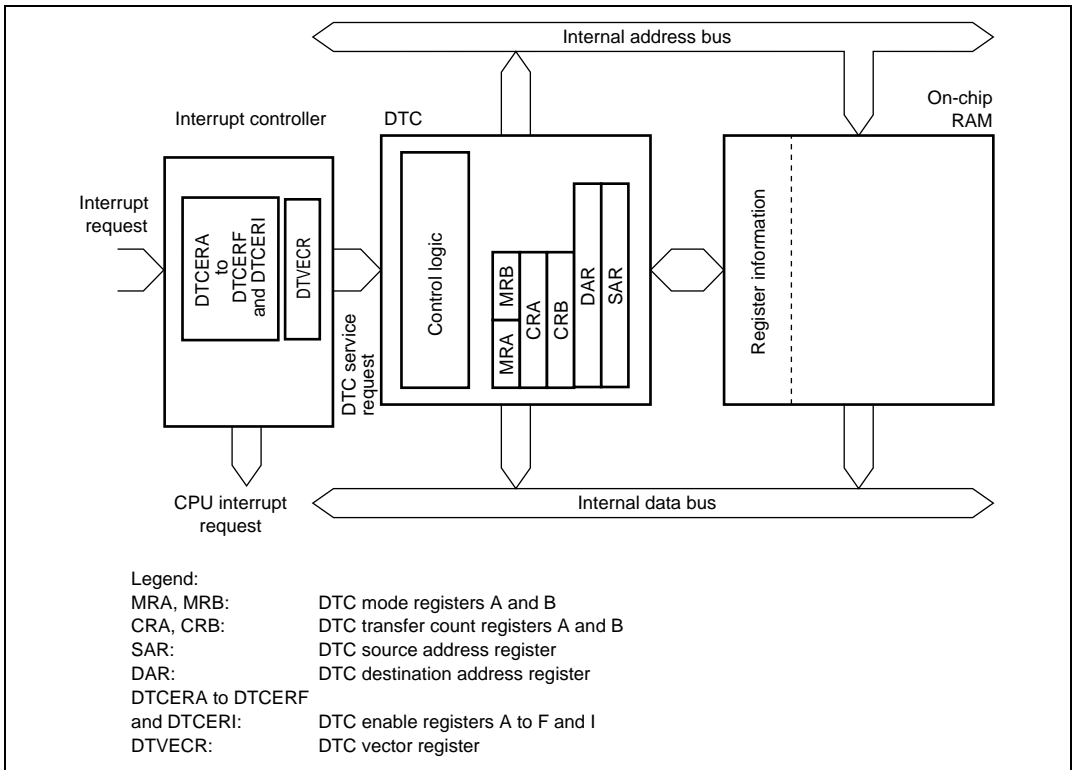 Internal address bus
On-chip
RAM
Interrupt controller
DTC
Interrupt
request
DTCERA
to
DTCERF
and DTCERI
DTVECR
DTC service
request
Control logic
MRA
MRB
CRA
CRB
DAR
SAR
Register information
CPU interrupt
request
Internal data bus
Legend:
MRA, MRB: DTC mode registers A and B
CRA, CRB: DTC transfer count registers A and B
SAR: DTC source address register
DAR: DTC destination address register
DTCERA to DTCERF
and DTCERI: DTC enable registers A to F and I
DTVECR: DTC vector register